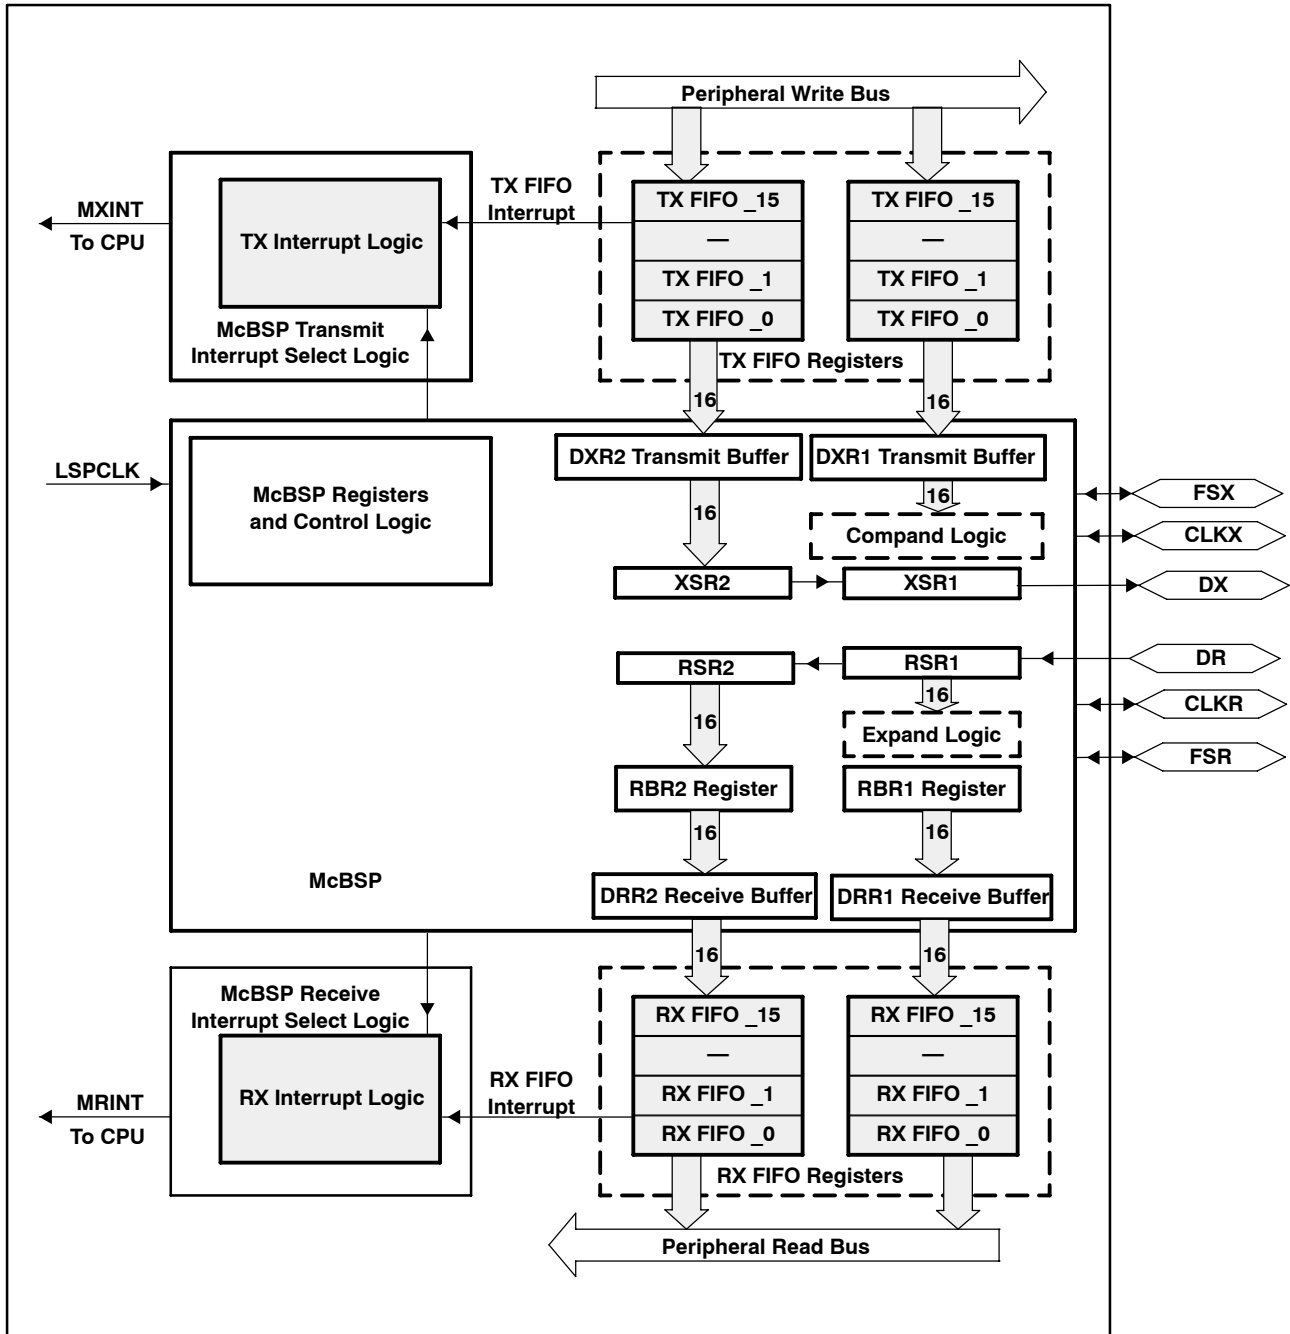 Peripheral Write Bus
MXINT
To CPU
TX Interrupt Logic
McBSP Transmit
Interrupt Select Logic
TX FIFO
Interrupt
TX FIFO _15
—
TX FIFO _1
TX FIFO _0
TX FIFO _15
—
TX FIFO _1
TX FIFO _0
TX FIFO Registers
16
16
LSPCLK
McBSP Registers
and Control Logic
DXR2 Transmit Buffer
DXR1 Transmit Buffer
16
16
Compand Logic
XSR2
XSR1
FSX
CLKX
DX
RSR2
RSR1
DR
16
16
Expand Logic
CLKR
FSR
RBR2 Register
RBR1 Register
16
16
McBSP
DRR2 Receive Buffer
DRR1 Receive Buffer
16
16
McBSP Receive
Interrupt Select Logic
RX Interrupt Logic
MRINT
To CPU
RX FIFO
Interrupt
RX FIFO _15
—
RX FIFO _1
RX FIFO _0
RX FIFO _15
—
RX FIFO _1
RX FIFO _0
RX FIFO Registers
Peripheral Read Bus